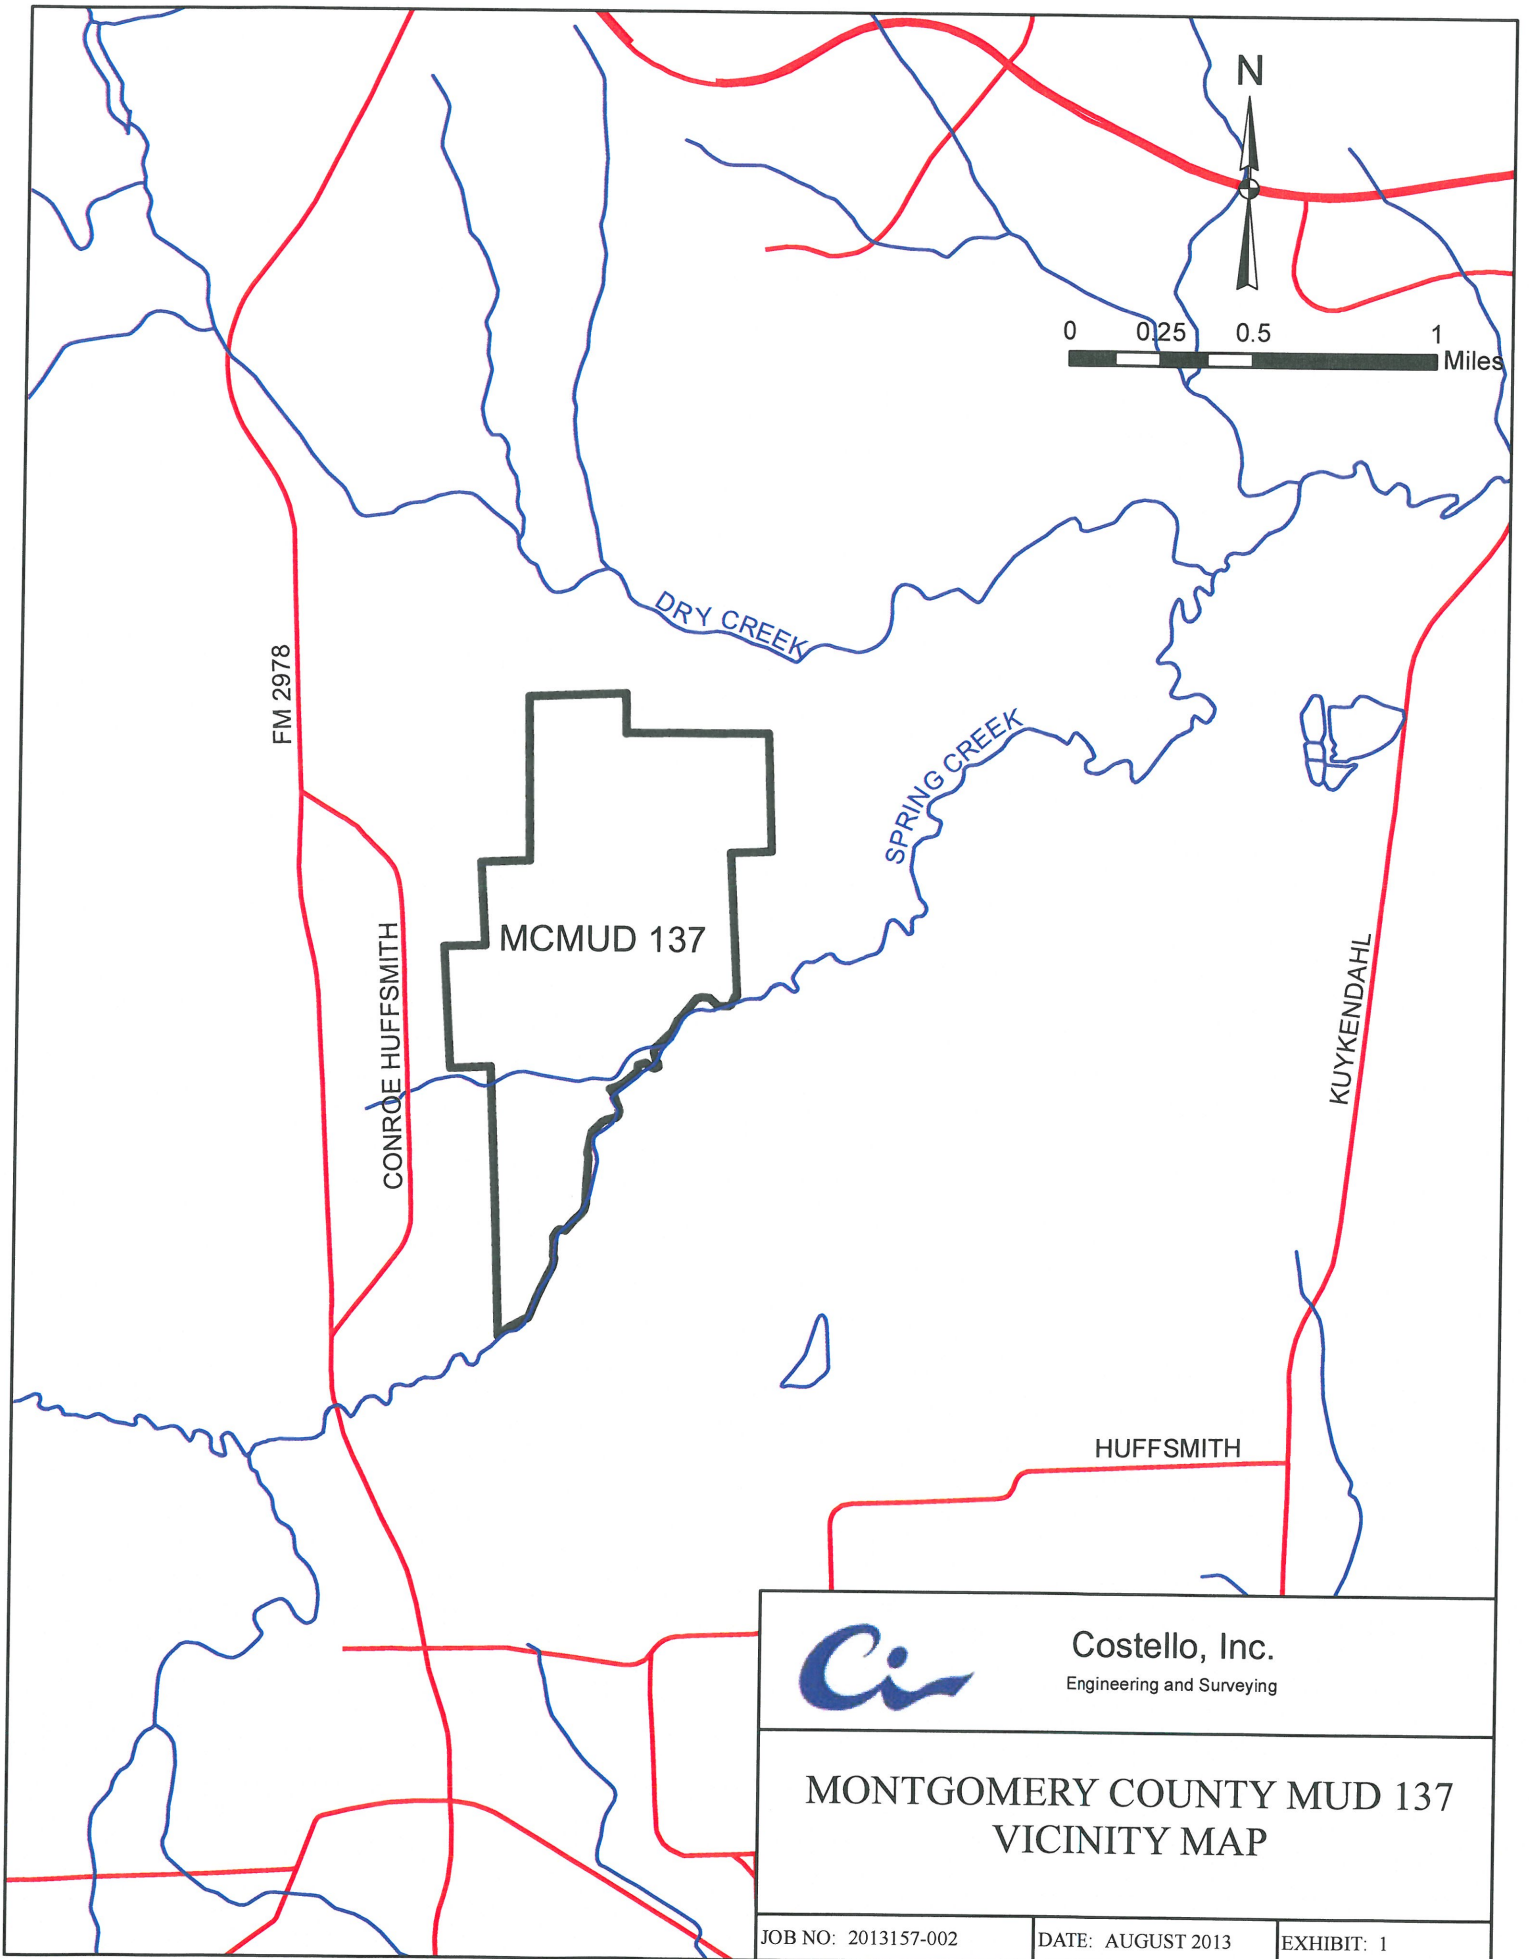 N
0 0.25 0.5 1
Miles
DRY CREEK
FM 2978
SPRING CREEK
MCMUD 137
CONROE HUFFSMITH
KUYKENDAHL
HUFFSMITH
Ci
Costello, Inc.
Engineering and Surveying
MONTGOMERY COUNTY MUD 137
VICINITY MAP
JOB NO: 2013157-002 DATE: AUGUST 2013 EXHIBIT: 1